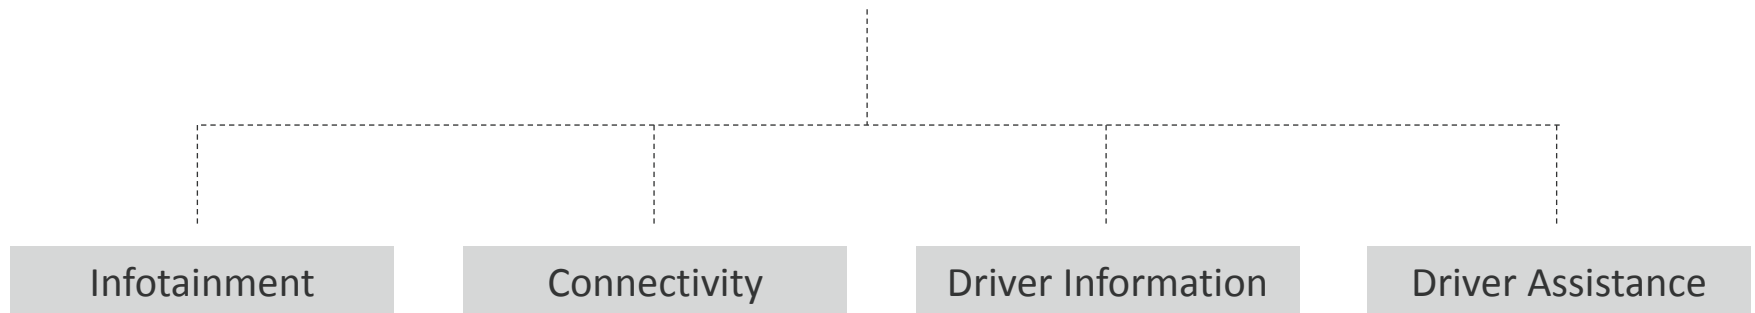 Infotainment
Connectivity
Driver Information
Driver Assistance